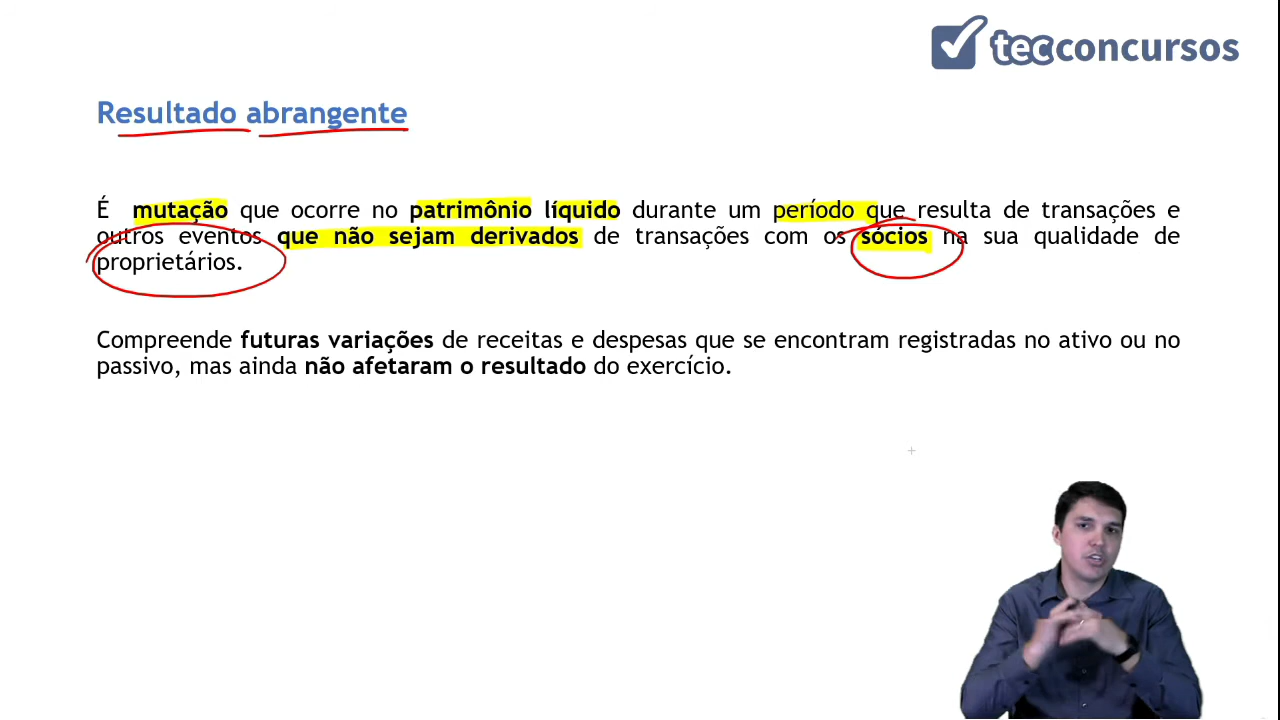 tecconcursos
Resultado abrangente
É mutação que ocorre no patrimônio líquido durante um período que resulta de transações e
outros eventos que não sejam derivados de transações com os sócios na sua qualidade de
proprietários.
Compreende futuras variações de receitas e despesas que se encontram registradas no ativo ou no
passivo, mas ainda não afetaram o resultado do exercício.